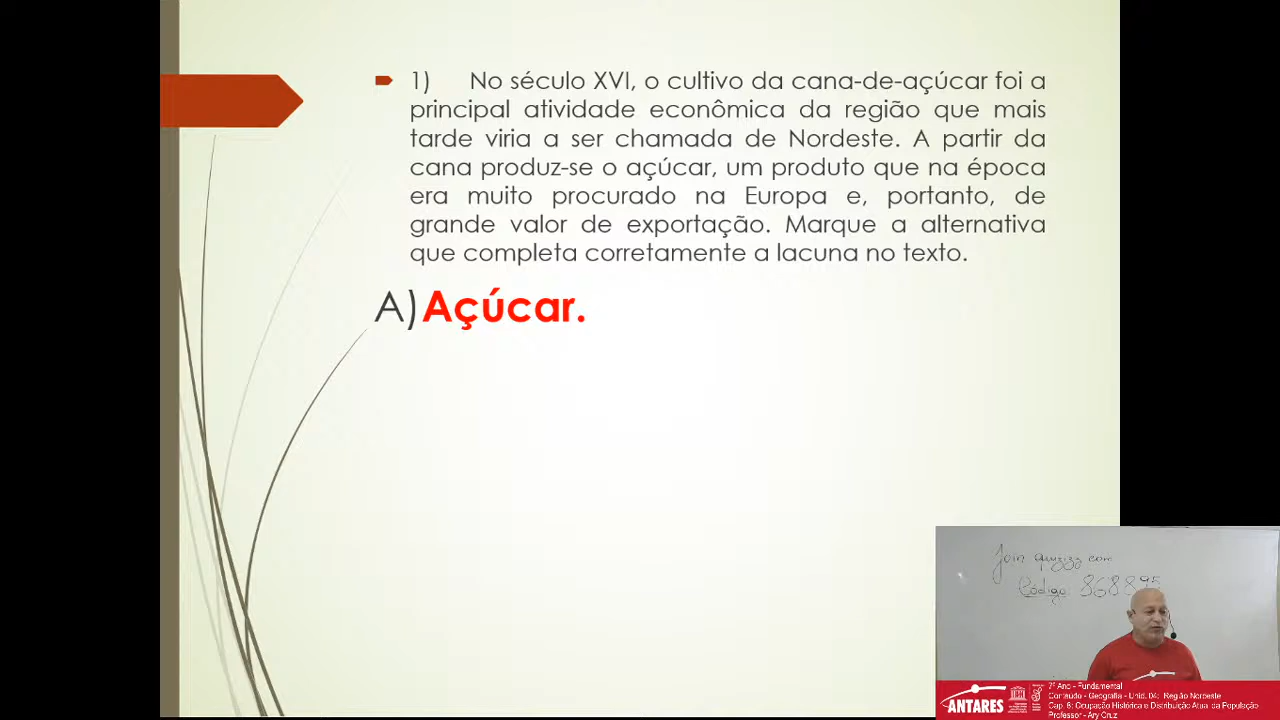 1) No século XVI, o cultivo da cana-de-açúcar foi a
principal atividade econômica da região que mais
tarde viria a ser chamada de Nordeste. A partir da
cana produz-se o açúcar, um produto que na época
era muito procurado na Europa e, portanto, de
grande valor de exportação. Marque a alternativa
que completa corretamente a lacuna no texto.
A)Açúcar.
Join quizizz com
Código: 868895
ANTARES
7º Ano - Fundamental
Conteúdo - Geografia - Unid. 04: Região Nordeste
Cap. 8: Ocupação Histórica e Distribuição Atual da População
Professor - Ary Cruz